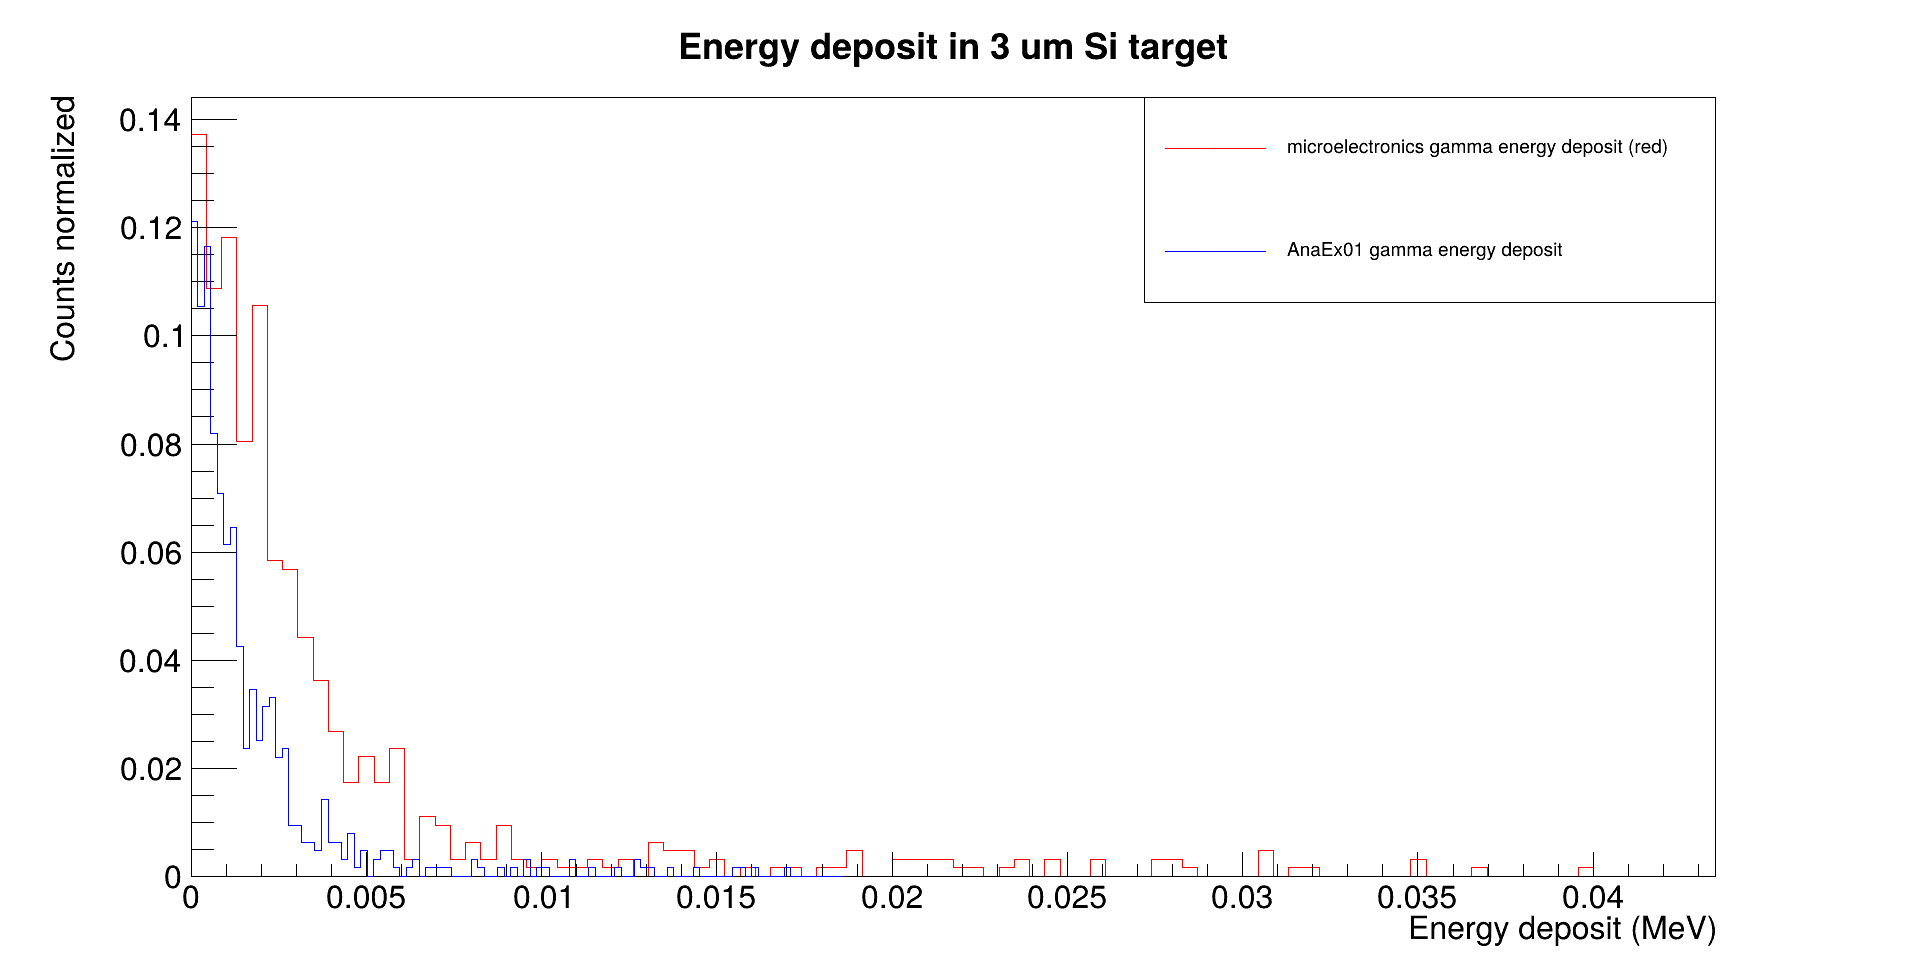 Energy deposit in 3 um Si target
Counts normalized
0.14
0.12
0.1
0.08
0.06
0.04
0.02
0
microelectronics gamma energy deposit (red)
AnaEx01 gamma energy deposit
0 0.005 0.01 0.015 0.02 0.025 0.03 0.035 0.04
Energy deposit (MeV)